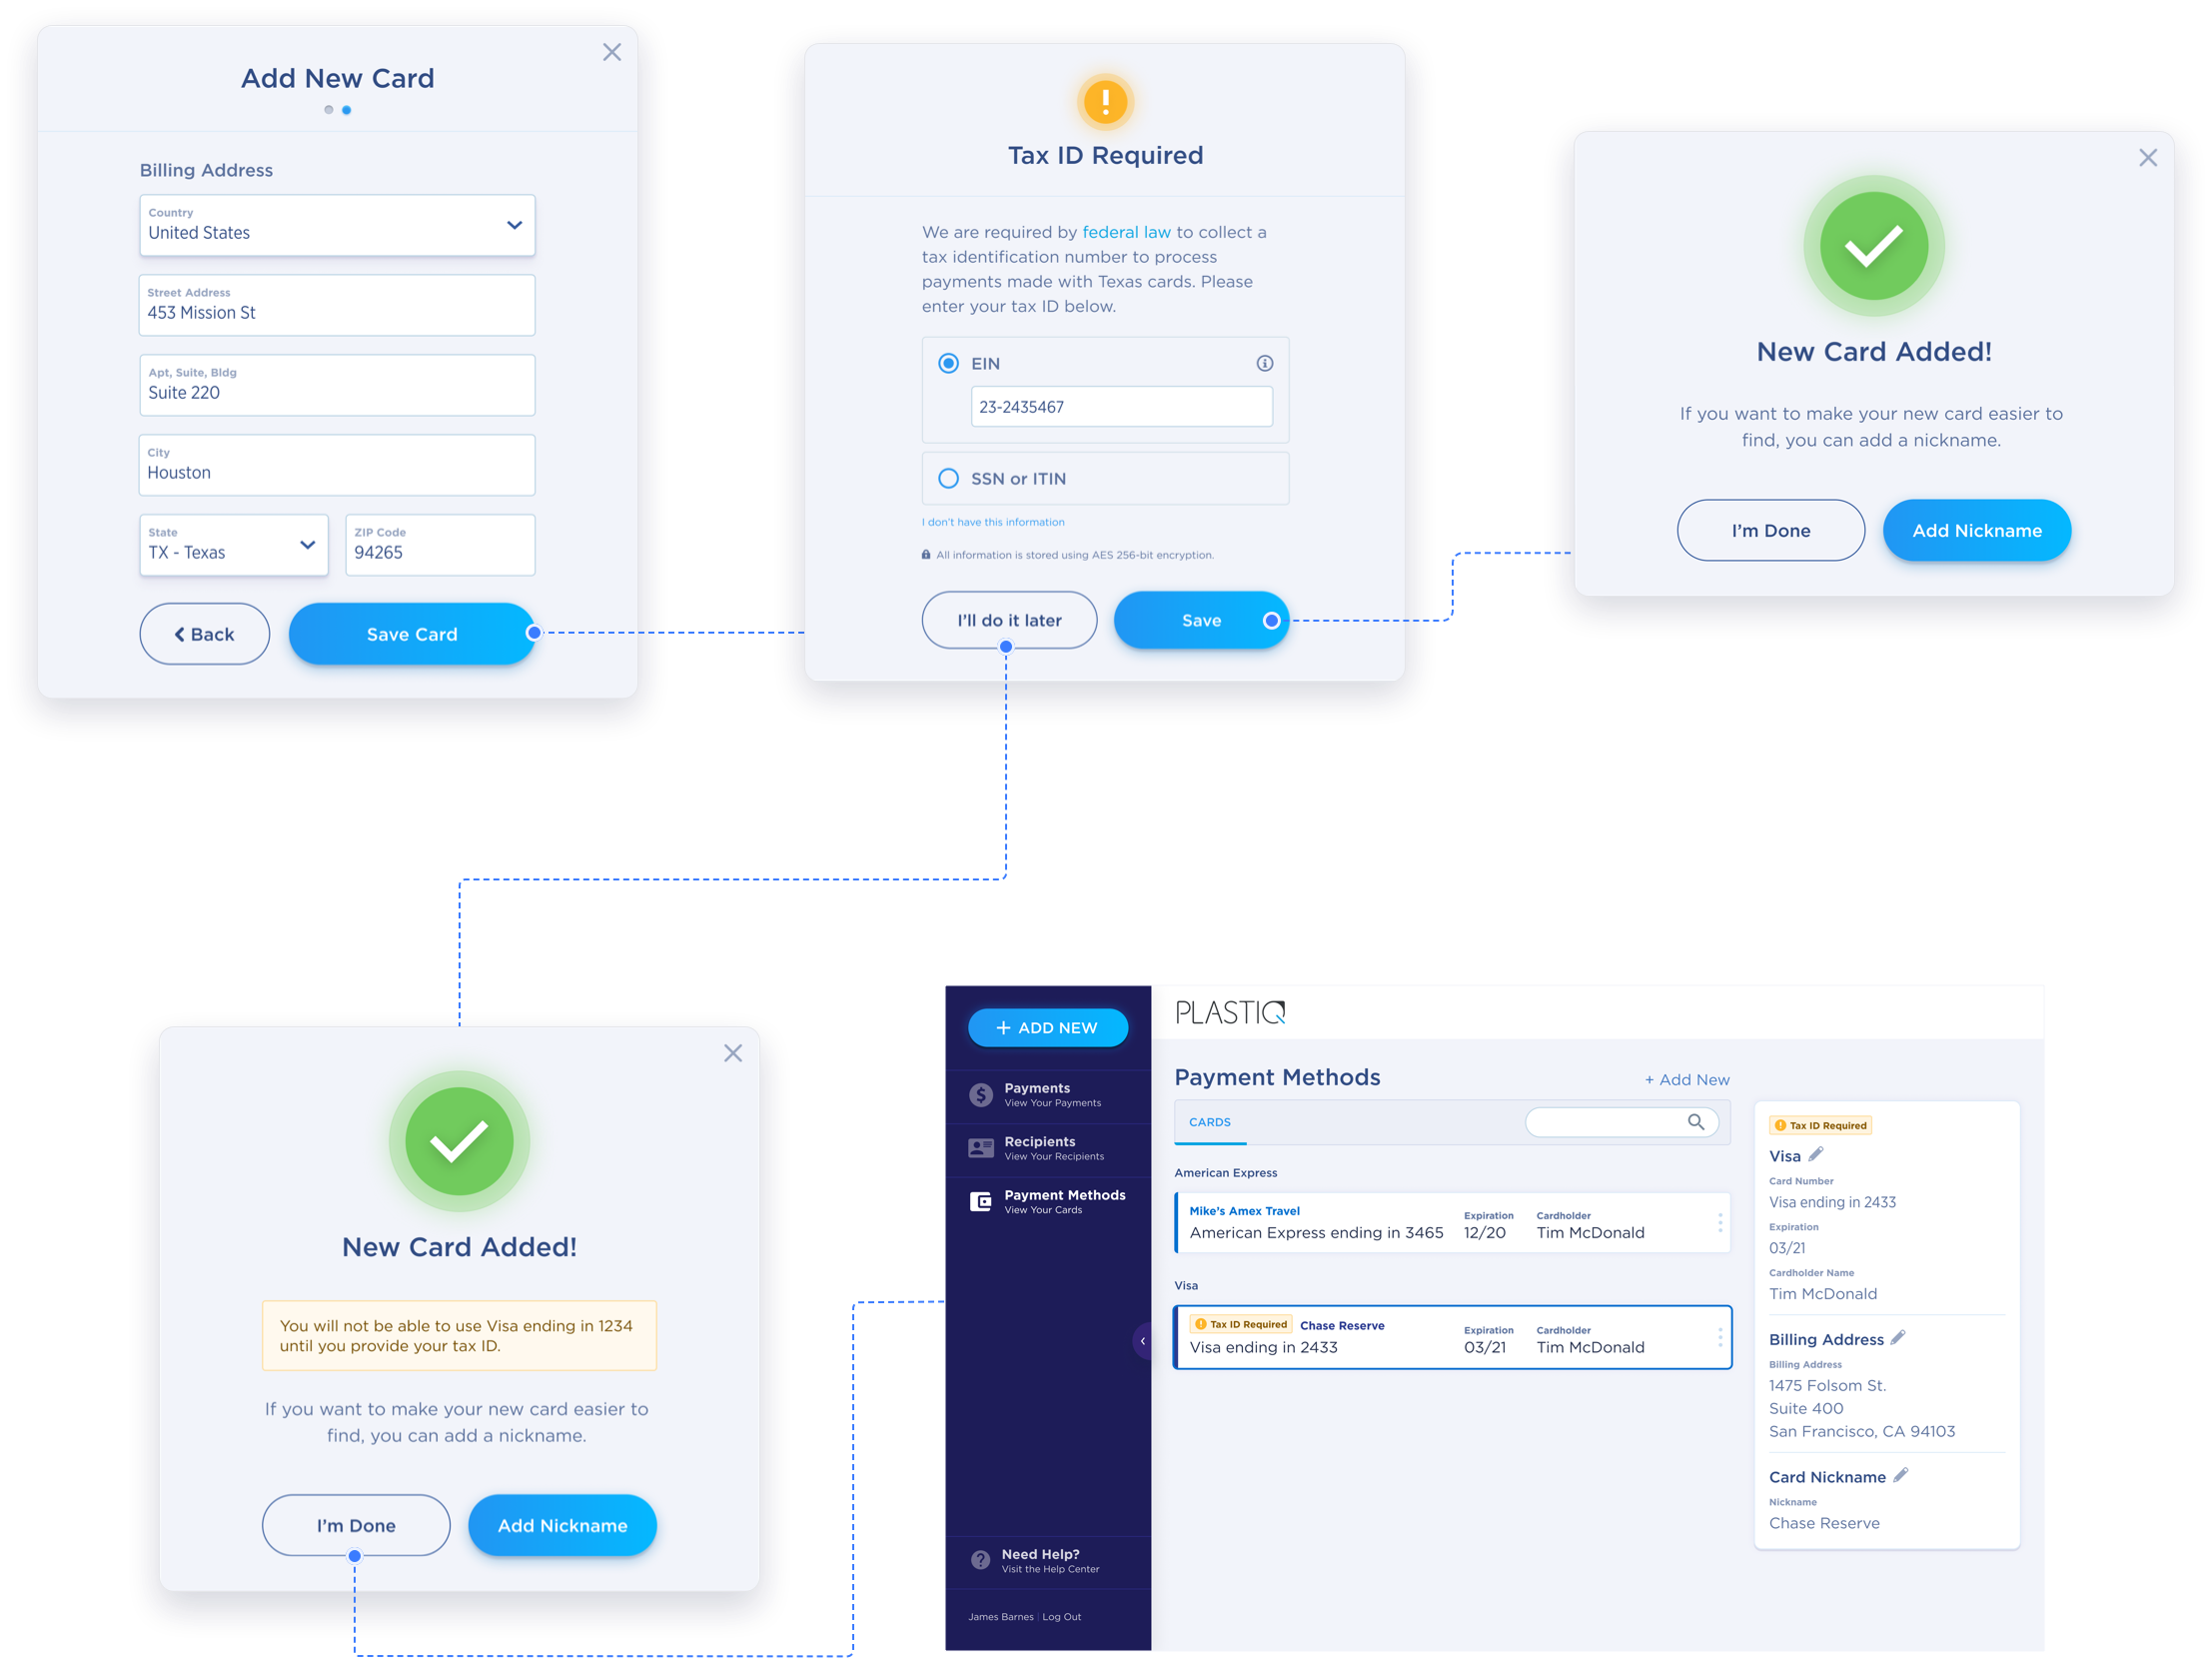 Add New Card
Billing Address
Country
United States
Street Address
453 Mission St
Apt, Suite, Bldg
Suite 220
City
Houston
State
TX - Texas
ZIP Code
94265
Back
Save Card
Tax ID Required
We are required by federal law to collect a
tax identification number to process
payments made with Texas cards. Please
enter your tax ID below.
EIN
23-2435467
SSN or ITIN
I don't have this information
All information is stored using AES 256-bit encryption.
I'll do it later
Save
New Card Added!
If you want to make your new card easier to
find, you can add a nickname.
I'm Done
Add Nickname
New Card Added!
You will not be able to use Visa ending in 1234
until you provide your tax ID.
If you want to make your new card easier to
find, you can add a nickname.
I'm Done
Add Nickname
+ ADD NEW
Payments
View Your Payments
Recipients
View Your Recipients
Payment Methods
View Your Cards
Need Help?
Visit the Help Center
James Barnes | Log Out
PLASTIQ
Payment Methods
+ Add New
CARDS
American Express
Mike's Amex Travel
American Express ending in 3465
Expiration
12/20
Cardholder
Tim McDonald
Visa
Tax ID Required
Chase Reserve
Visa ending in 2433
Expiration
03/21
Cardholder
Tim McDonald
Tax ID Required
Visa
Card Number
Visa ending in 2433
Expiration
03/21
Cardholder Name
Tim McDonald
Billing Address
Billing Address
1475 Folsom St.
Suite 400
San Francisco, CA 94103
Card Nickname
Nickname
Chase Reserve